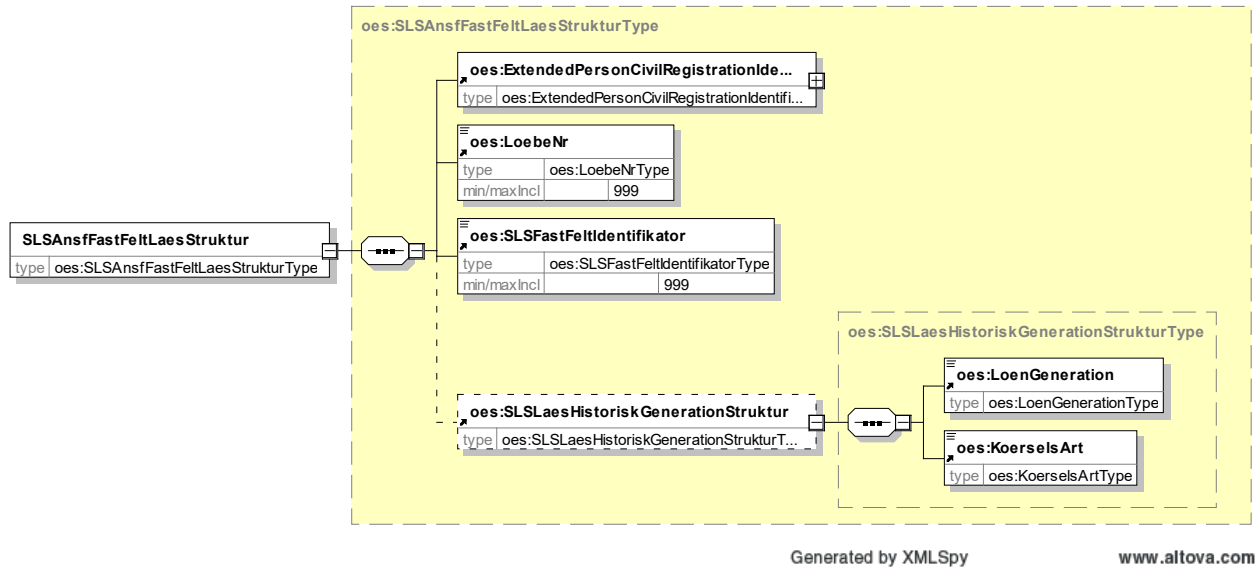 oes:SLSAnsfFastFeltLaesStrukturType
oes:ExtendedPersonCivilRegistrationIde...
type oes:ExtendedPersonCivilRegistrationIdentifi...
oes:LoebeNr
type oes:LoebeNrType
min/maxIncl 999
SLSAnsfFastFeltLaesStruktur
type oes:SLSAnsfFastFeltLaesStrukturType
oes:SLSFastFeltIdentifikator
type oes:SLSFastFeltIdentifikatorType
min/maxIncl 999
oes:SLSLaesHistoriskGenerationStruktur
type oes:SLSLaesHistoriskGenerationStrukturT...
oes:SLSLaesHistoriskGenerationStrukturType
oes:LoenGeneration
type oes:LoenGenerationType
oes:KoerselsArt
type oes:KoerselsArtType
Generated by XMLSpy www.altova.com